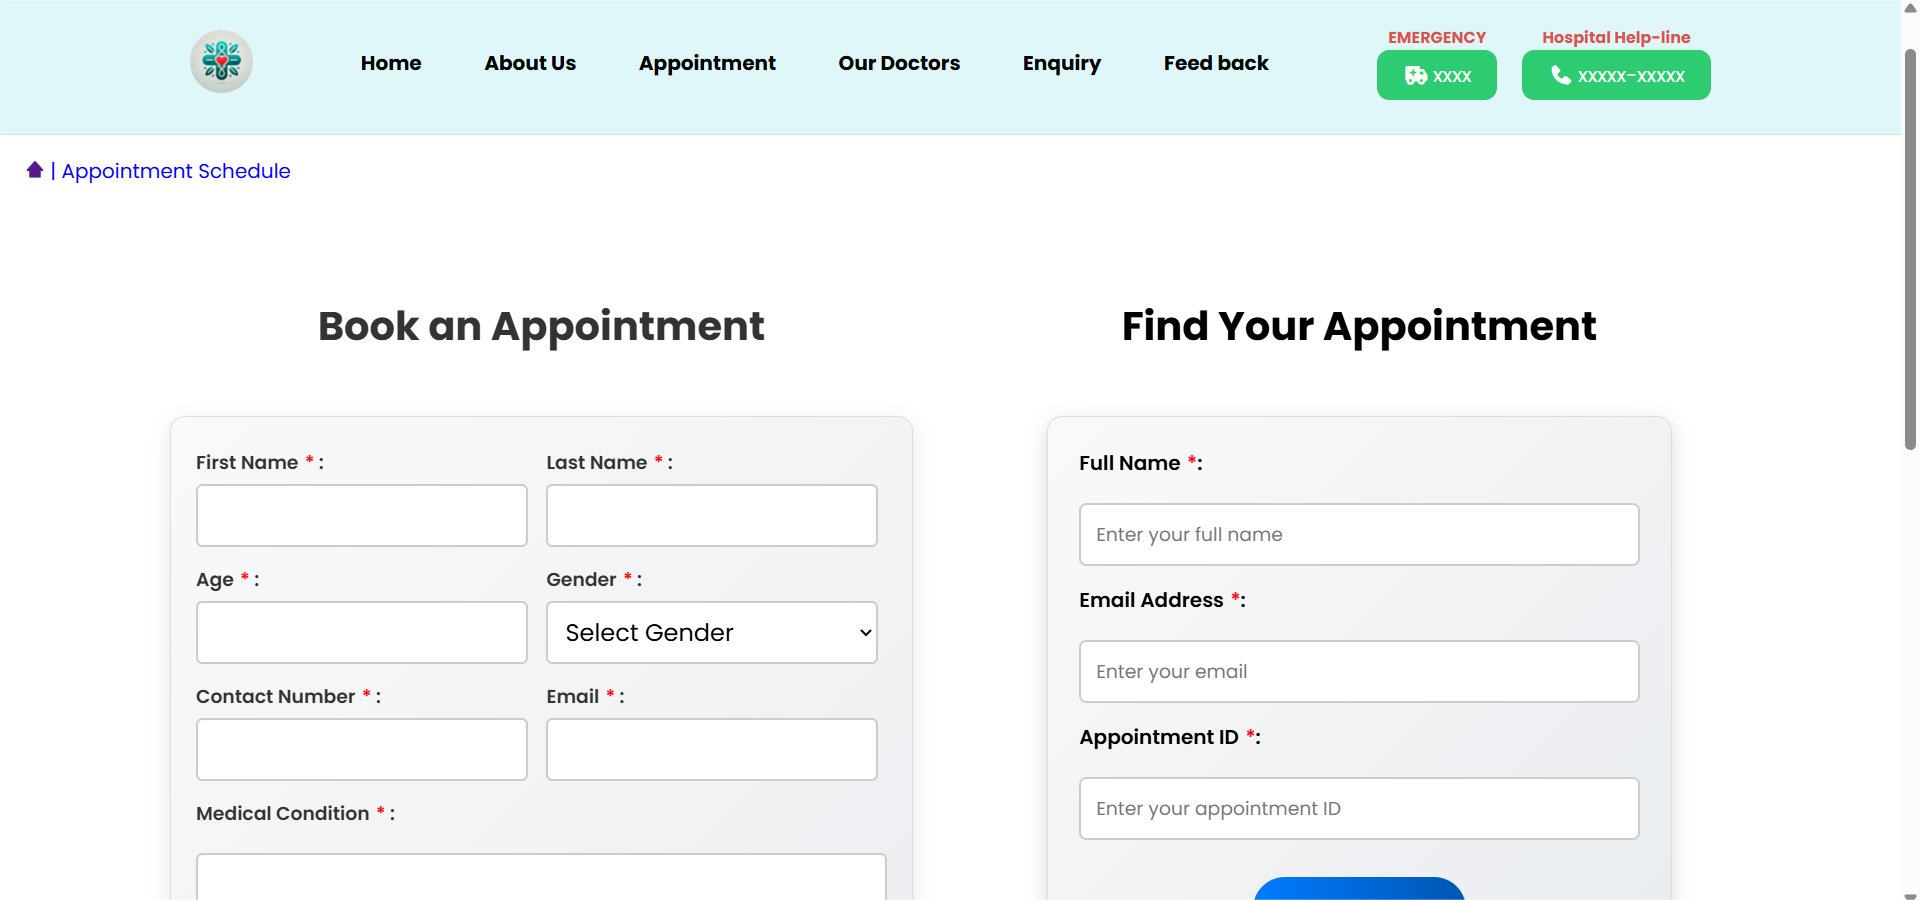 Home About Us Appointment Our Doctors Enquiry Feed back
EMERGENCY
XXXX
Hospital Help-line
XXXXX-XXXXX
| Appointment Schedule
Book an Appointment
First Name * :
Last Name * :
Age * :
Gender * :
Select Gender
Contact Number * :
Email * :
Medical Condition * :
Find Your Appointment
Full Name *:
Enter your full name
Email Address *:
Enter your email
Appointment ID *:
Enter your appointment ID